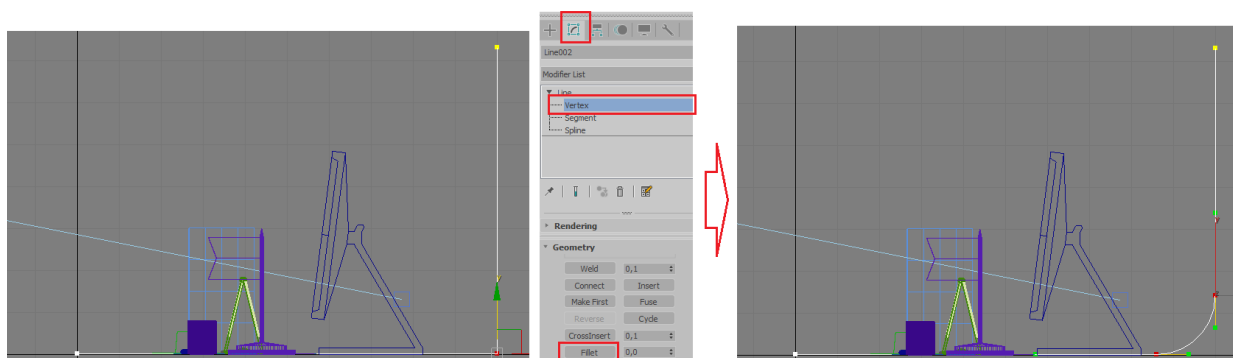 Line002
Modifier List
Line
Vertex
Segment
Spline
Rendering
Geometry
Weld 0,1
Connect Insert
Make First Fuse
Reverse Cycle
CrossInsert 0,1
Fillet 0,0